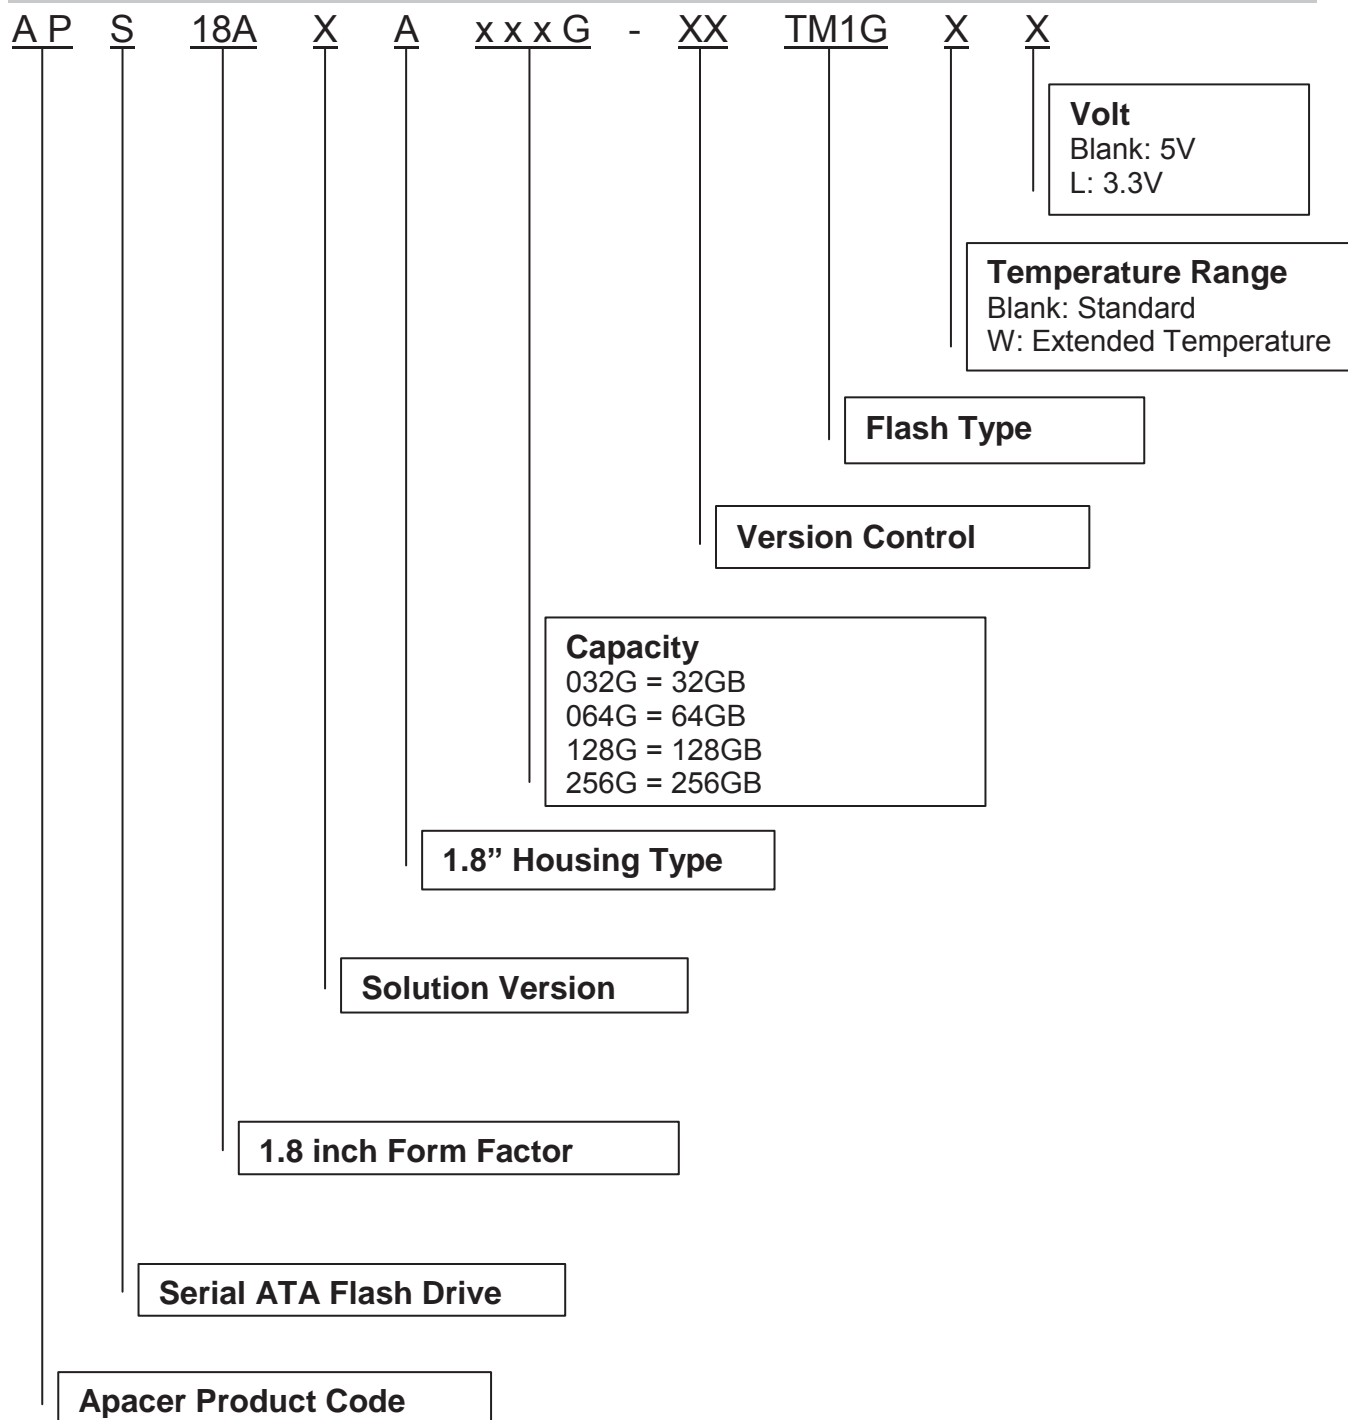 A P S 18A X A x x x G - XX TM1G X X
Volt
Blank: 5V
L: 3.3V
Temperature Range
Blank: Standard
W: Extended Temperature
Flash Type
Version Control
Capacity
032G = 32GB
064G = 64GB
128G = 128GB
256G = 256GB
1.8” Housing Type
Solution Version
1.8 inch Form Factor
Serial ATA Flash Drive
Apacer Product Code